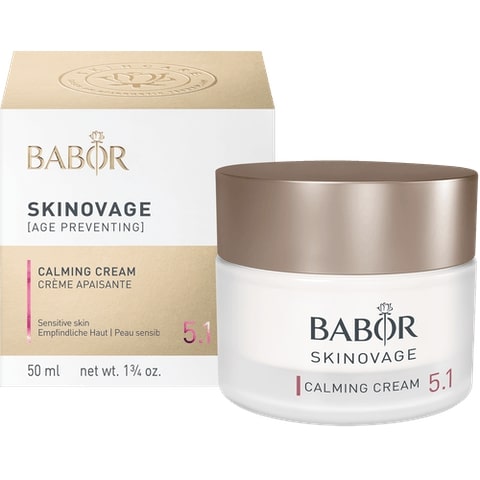 BABOR
SKINOVAGE
[AGE PREVENTING]
CALMING CREAM
CRÈME APAISANTE
Sensitive skin
Empfindliche Haut | Peau sensib
5.1
50 ml net wt. 1¾ oz.
BABOR
SKINOVAGE
CALMING CREAM 5.1